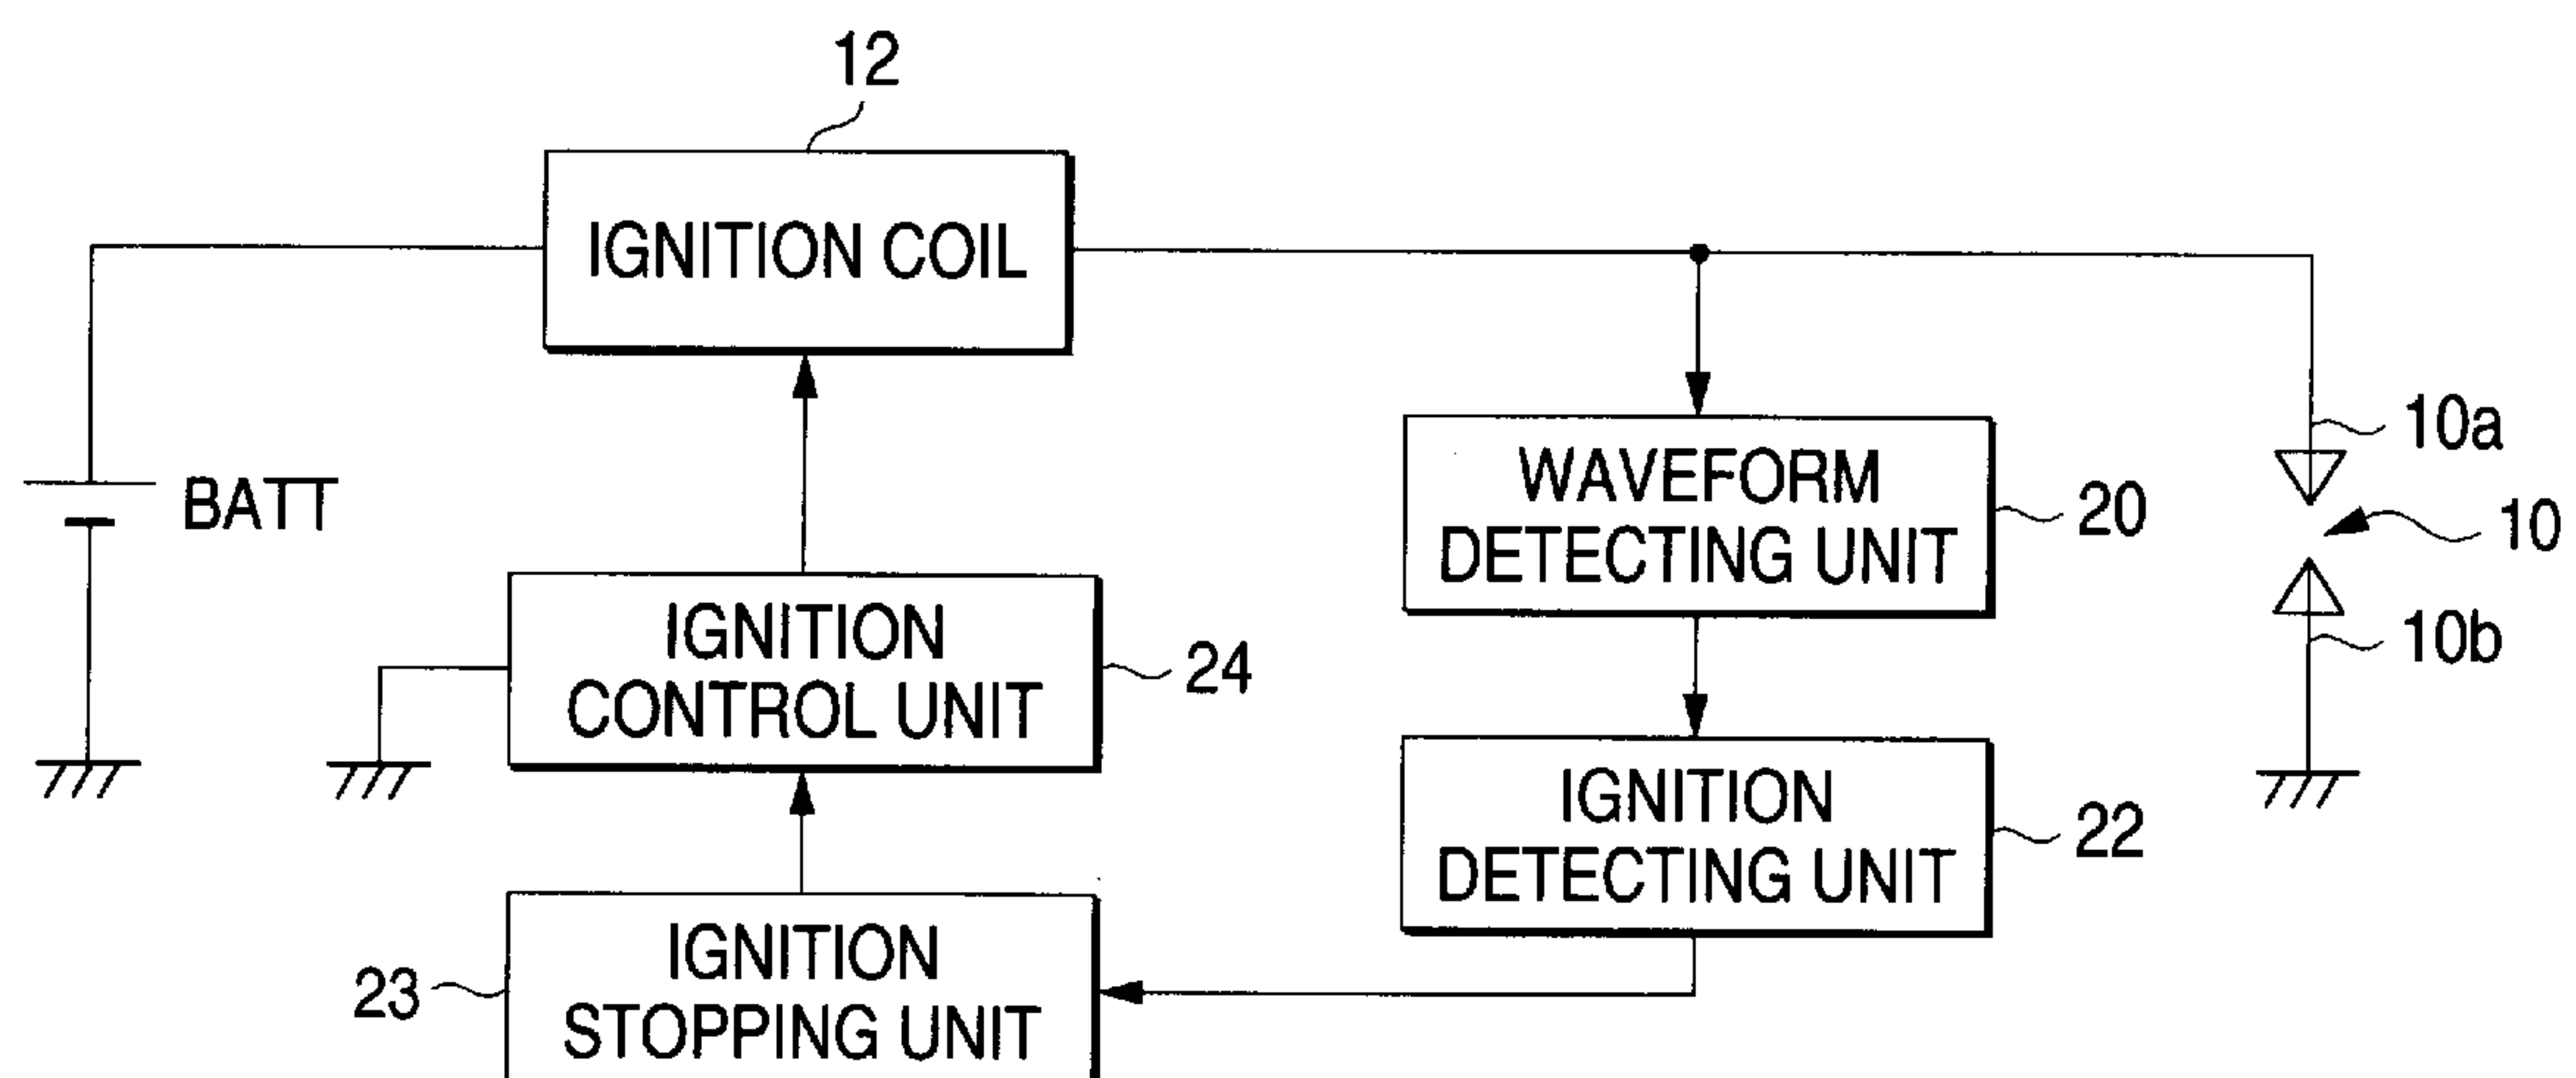 12
IGNITION COIL
BATT
10a
WAVEFORM
DETECTING UNIT
20
10
10b
IGNITION
CONTROL UNIT
24
IGNITION
DETECTING UNIT
22
23
IGNITION
STOPPING UNIT